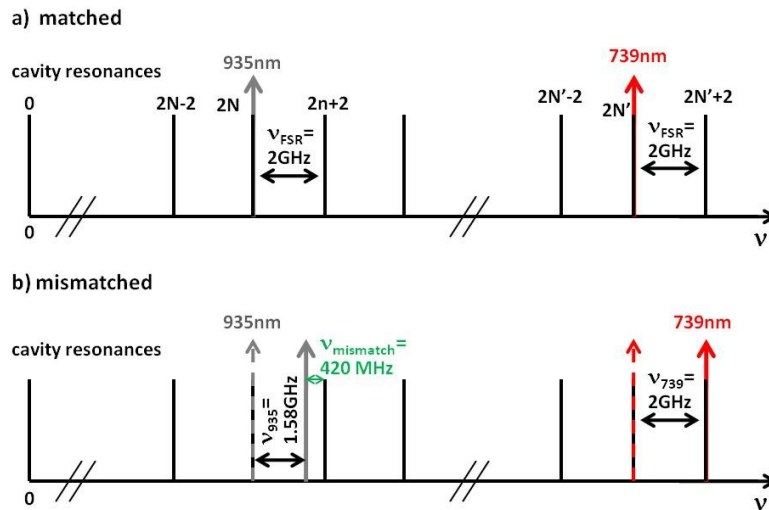 a) matched
935nm
739nm
cavity resonances
0
2N-2
2N
2n+2
2N'-2
2N'
2N'+2
νFSR=
2GHz
νFSR=
2GHz
0
ν
b) mismatched
935nm
739nm
cavity resonances
νmismatch=
420 MHz
ν935=
1.58GHz
ν739=
2GHz
0
ν